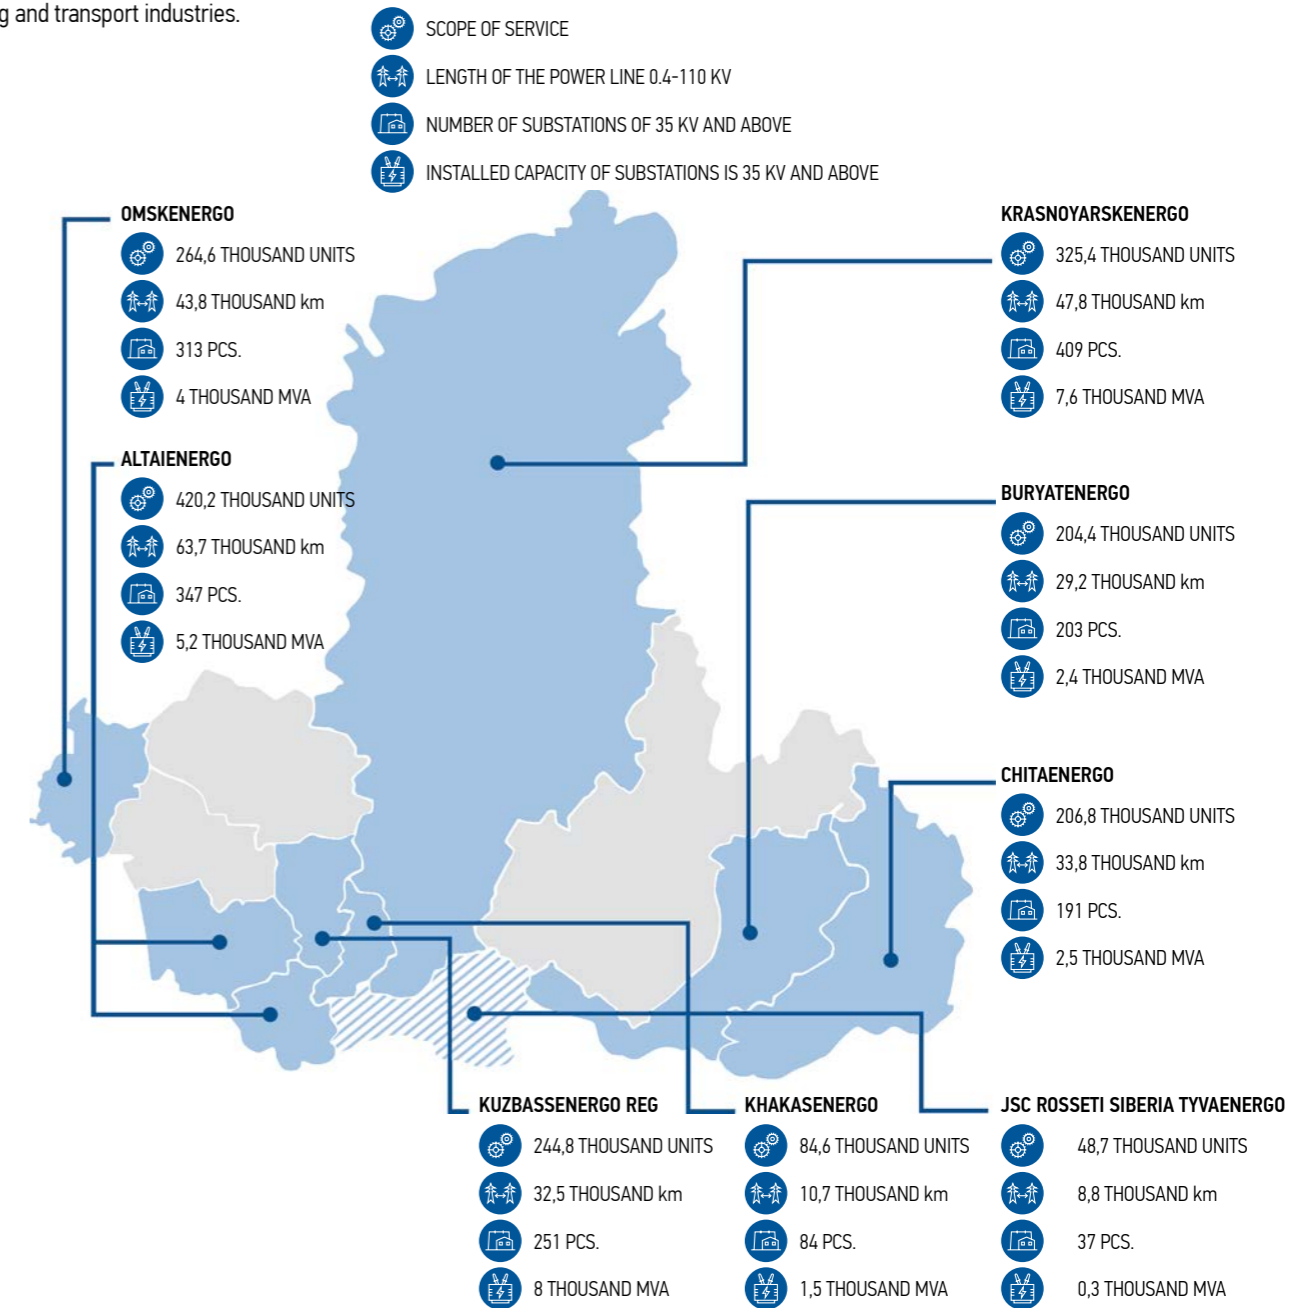 g and transport industries.
SCOPE OF SERVICE
LENGTH OF THE POWER LINE 0.4-110 KV
NUMBER OF SUBSTATIONS OF 35 KV AND ABOVE
INSTALLED CAPACITY OF SUBSTATIONS IS 35 KV AND ABOVE
OMSKENERGO
264,6 THOUSAND UNITS
43,8 THOUSAND km
313 PCS.
4 THOUSAND MVA
ALTAIENERGO
420,2 THOUSAND UNITS
63,7 THOUSAND km
347 PCS.
5,2 THOUSAND MVA
KRASNOYARSKENERGO
325,4 THOUSAND UNITS
47,8 THOUSAND km
409 PCS.
7,6 THOUSAND MVA
BURYATENERGO
204,4 THOUSAND UNITS
29,2 THOUSAND km
203 PCS.
2,4 THOUSAND MVA
CHITAENERGO
206,8 THOUSAND UNITS
33,8 THOUSAND km
191 PCS.
2,5 THOUSAND MVA
KUZBASSENERGO REG
244,8 THOUSAND UNITS
32,5 THOUSAND km
251 PCS.
8 THOUSAND MVA
KHAKASENERGO
84,6 THOUSAND UNITS
10,7 THOUSAND km
84 PCS.
1,5 THOUSAND MVA
JSC ROSSETI SIBERIA TYVAENERGO
48,7 THOUSAND UNITS
8,8 THOUSAND km
37 PCS.
0,3 THOUSAND MVA